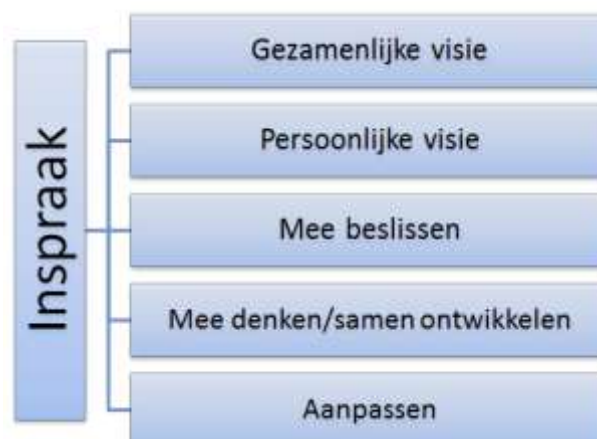 Inspraak
Gezamenlijke visie
Persoonlijke visie
Mee beslissen
Mee denken/samen ontwikkelen
Aanpassen